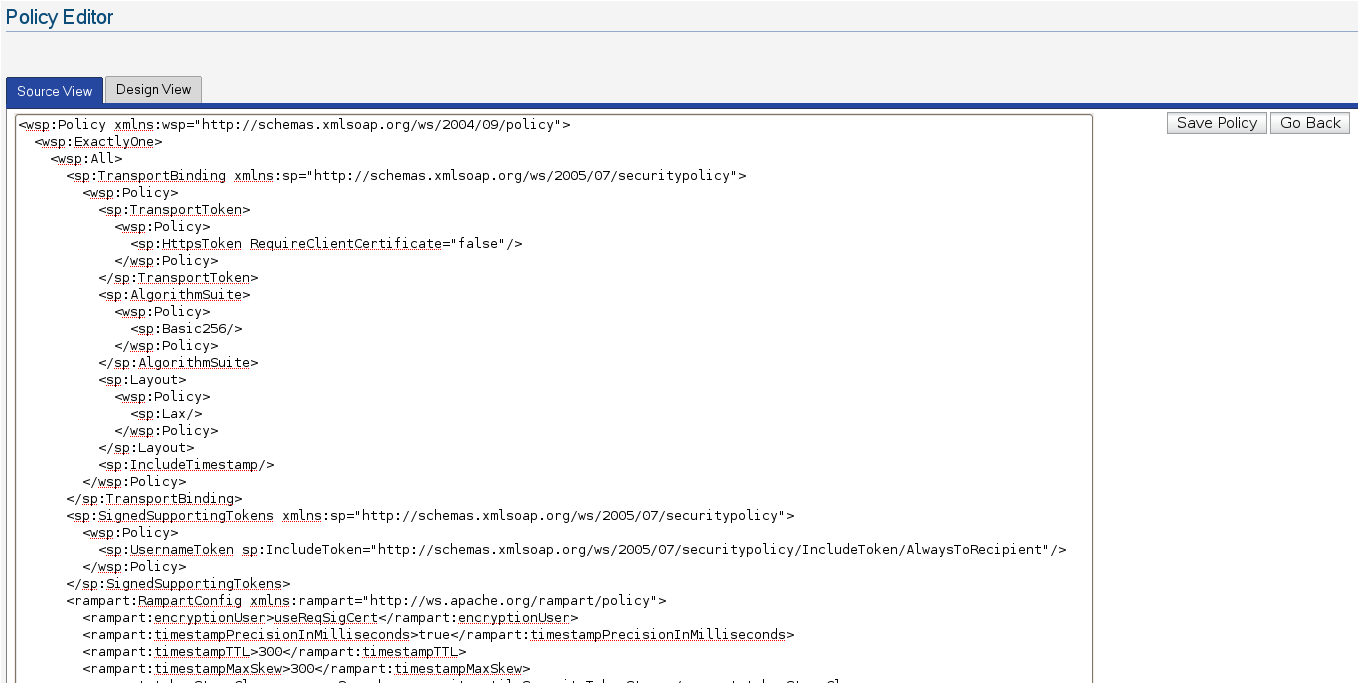 Policy Editor
Source View
Design View
Save Policy
Go Back
<wsp:Policy xmlns:wsp="http://schemas.xmlsoap.org/ws/2004/09/policy">
  <wsp:ExactlyOne>
    <wsp:All>
      <sp:TransportBinding xmlns:sp="http://schemas.xmlsoap.org/ws/2005/07/securitypolicy">
        <wsp:Policy>
          <sp:TransportToken>
            <wsp:Policy>
              <sp:HttpsToken RequireClientCertificate="false"/>
            </wsp:Policy>
          </sp:TransportToken>
          <sp:AlgorithmSuite>
            <wsp:Policy>
              <sp:Basic256/>
            </wsp:Policy>
          </sp:AlgorithmSuite>
          <sp:Layout>
            <wsp:Policy>
              <sp:Lax/>
            </wsp:Policy>
          </sp:Layout>
          <sp:IncludeTimestamp/>
        </wsp:Policy>
      </sp:TransportBinding>
      <sp:SignedSupportingTokens xmlns:sp="http://schemas.xmlsoap.org/ws/2005/07/securitypolicy">
        <wsp:Policy>
          <sp:UsernameToken sp:IncludeToken="http://schemas.xmlsoap.org/ws/2005/07/securitypolicy/IncludeToken/AlwaysToRecipient"/>
        </wsp:Policy>
      </sp:SignedSupportingTokens>
      <rampart:RampartConfig xmlns:rampart="http://ws.apache.org/rampart/policy">
        <rampart:encryptionUser>useReqSigCert</rampart:encryptionUser>
        <rampart:timestampPrecisionInMilliseconds>true</rampart:timestampPrecisionInMilliseconds>
        <rampart:timestampTTL>300</rampart:timestampTTL>
        <rampart:timestampMaxSkew>300</rampart:timestampMaxSkew>